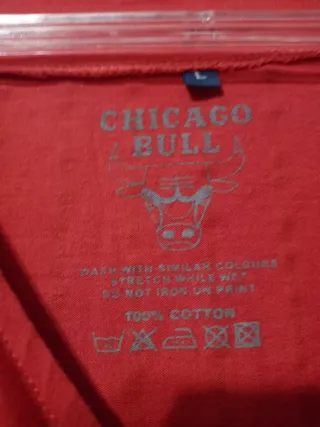 L
CHICAGO
BULL
WASH WITH SIMILAR COLOURS
STRETCH WHILE WET
DO NOT IRON ON PRINT
100% COTTON